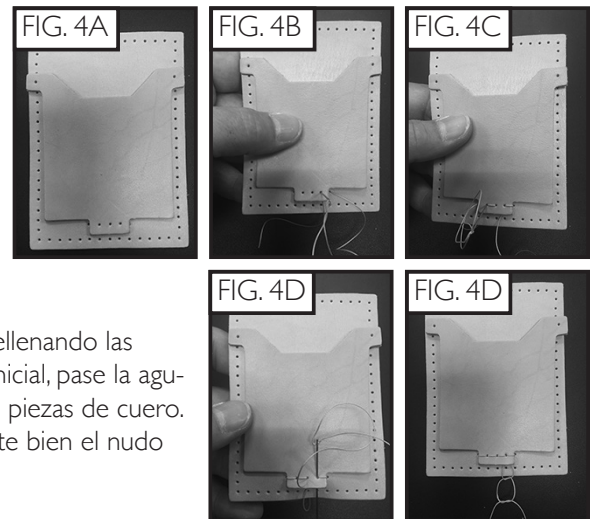 FIG. 4A
FIG. 4B
FIG. 4C
FIG. 4D
FIG. 4D
ellenando las
nicial, pase la agu-
piezas de cuero.
te bien el nudo